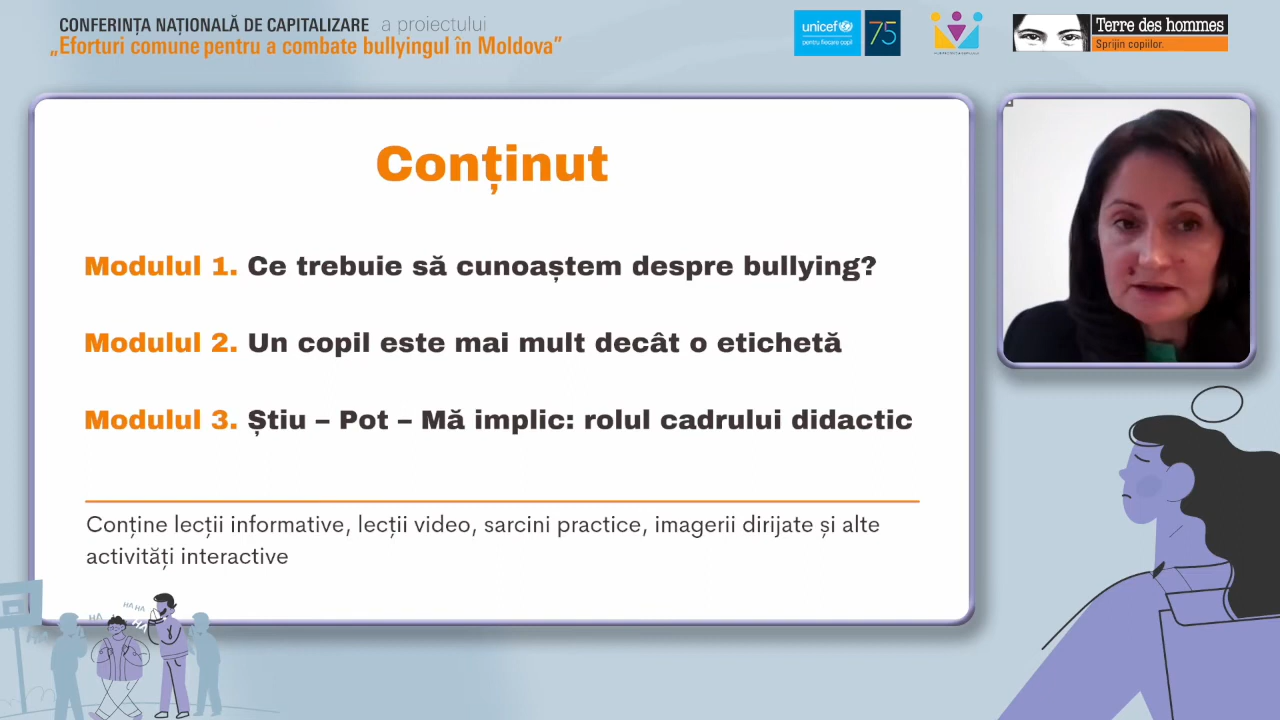 CONFERINȚA NAȚIONALĂ DE CAPITALIZARE a proiectului
„Eforturi comune pentru a combate bullyingul în Moldova”
unicef
pentru fiecare copil
75
Terre des hommes
Sprijin copiilor.
Conținut
Modulul 1. Ce trebuie să cunoaștem despre bullying?
Modulul 2. Un copil este mai mult decât o etichetă
Modulul 3. Știu – Pot – Mă implic: rolul cadrului didactic
Conține lecții informative, lecții video, sarcini practice, imagerii dirijate și alte
activități interactive
HA HA
HA
HA
HA